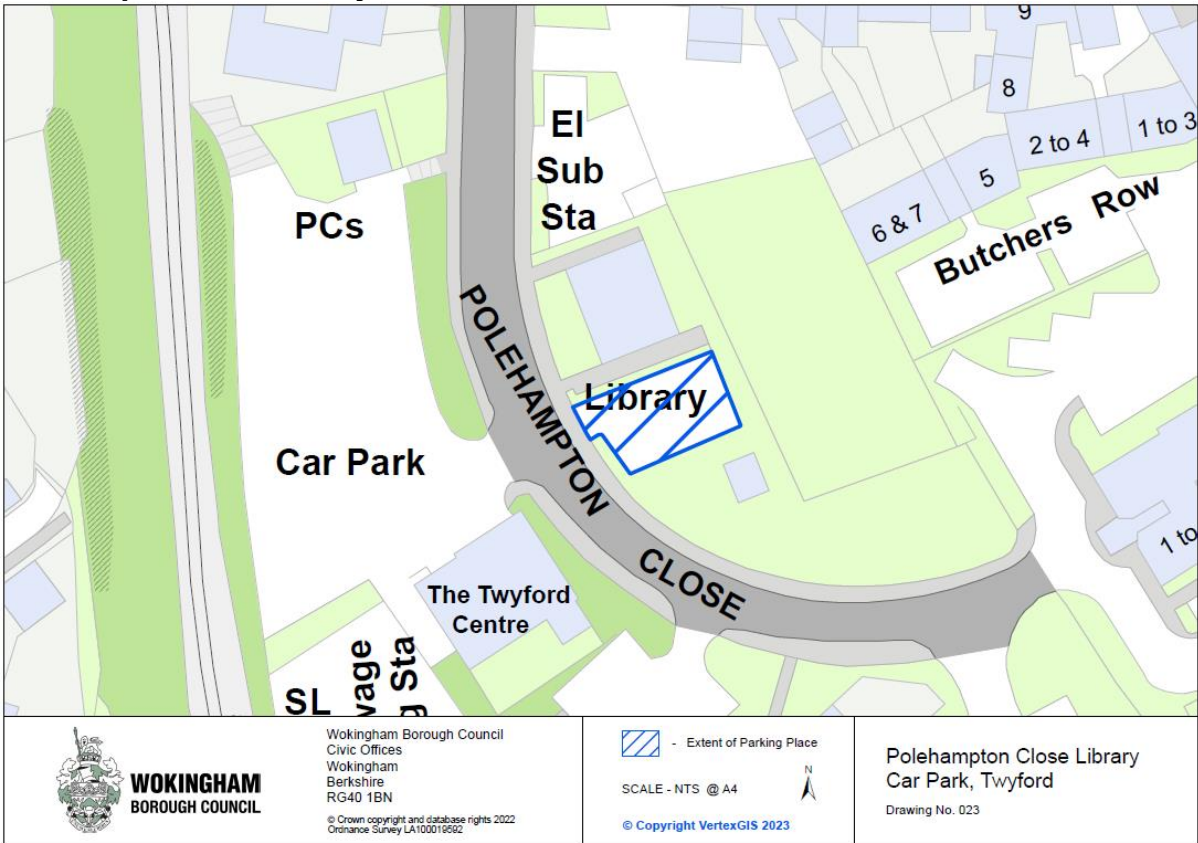 9
8
2 to 4
1 to 3
5
6 & 7
Butchers Row
El
Sub
Sta
PCs
POLEHAMPTON
Library
Car Park
CLOSE
1 to
The Twyford
Centre
SL
vage
g Sta
WOKINGHAM
BOROUGH COUNCIL
Wokingham Borough Council
Civic Offices
Wokingham
Berkshire
RG40 1BN
© Crown copyright and database rights 2022
Ordnance Survey LA100019592
- Extent of Parking Place
SCALE - NTS @ A4
N
© Copyright VertexGIS 2023
Polehampton Close Library
Car Park, Twyford
Drawing No. 023